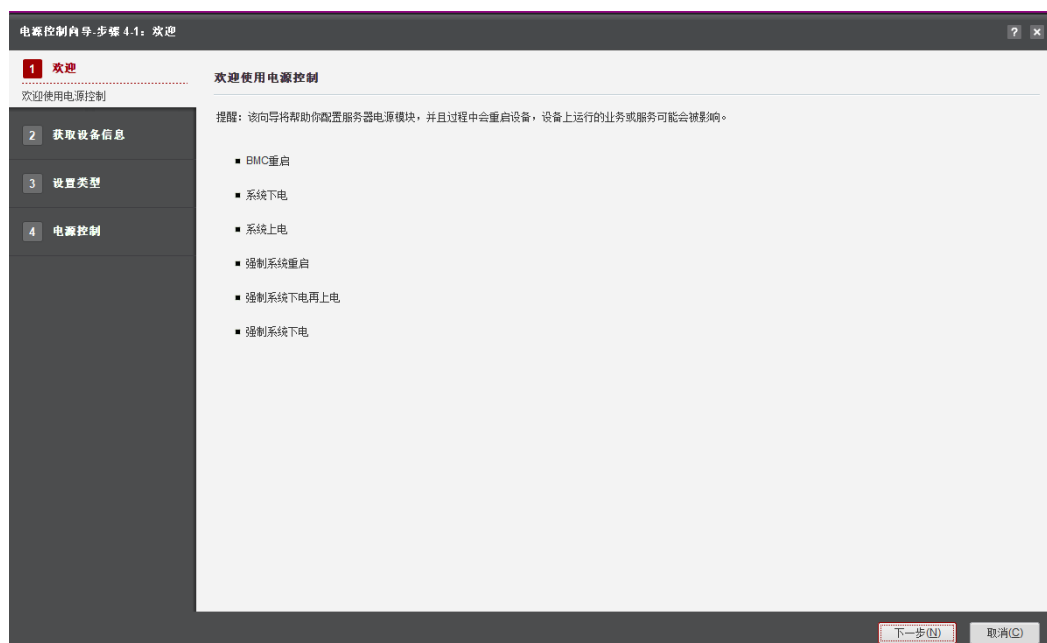 电源控制向导-步骤 4-1：欢迎
? ×
1 欢迎
欢迎使用电源控制
2 获取设备信息
3 设置类型
4 电源控制
欢迎使用电源控制
提醒：该向导将帮助你配置服务器电源模块，并且过程中会重启设备，设备上运行的业务或服务可能会被影响。
■ BMC重启
■ 系统下电
■ 系统上电
■ 强制系统重启
■ 强制系统下电再上电
■ 强制系统下电
下一步(N) 取消(C)